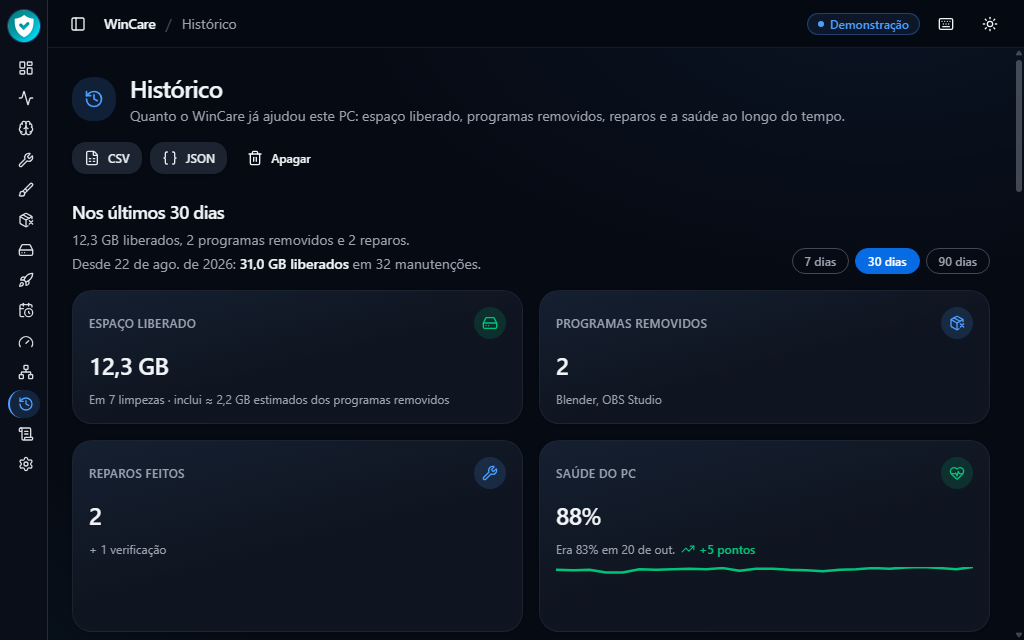 WinCare / Histórico
Demonstração
Histórico
Quanto o WinCare já ajudou este PC: espaço liberado, programas removidos, reparos e a saúde ao longo do tempo.
CSV
JSON
Apagar
Nos últimos 30 dias
12,3 GB liberados, 2 programas removidos e 2 reparos.
Desde 22 de ago. de 2026: 31,0 GB liberados em 32 manutenções.
7 dias
30 dias
90 dias
ESPAÇO LIBERADO
12,3 GB
Em 7 limpezas · inclui ≈ 2,2 GB estimados dos programas removidos
PROGRAMAS REMOVIDOS
2
Blender, OBS Studio
REPAROS FEITOS
2
+ 1 verificação
SAÚDE DO PC
88%
Era 83% em 20 de out. +5 pontos